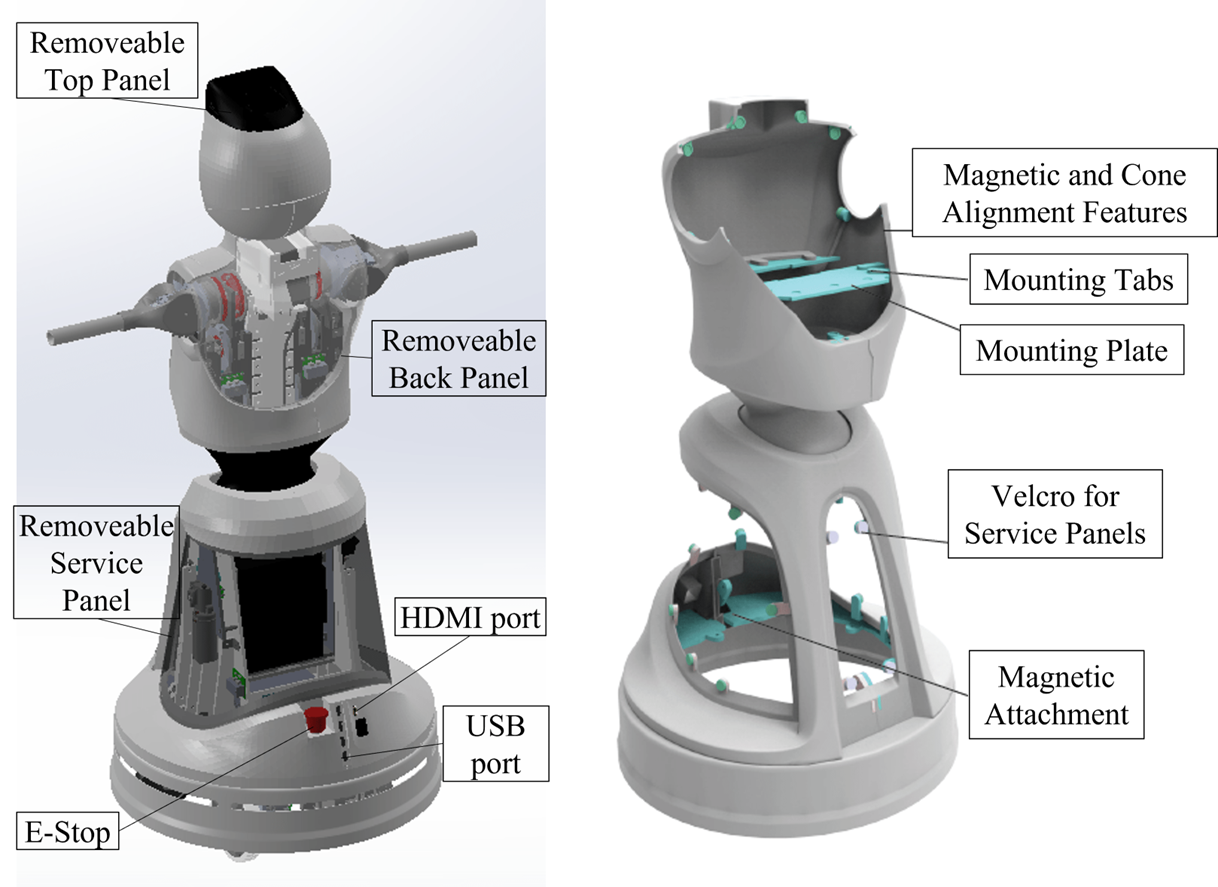 Removeable
Top Panel
Removeable
Back Panel
Removeable
Service
Panel
HDMI port
USB
port
E-Stop
Magnetic and Cone
Alignment Features
Mounting Tabs
Mounting Plate
Velcro for
Service Panels
Magnetic
Attachment